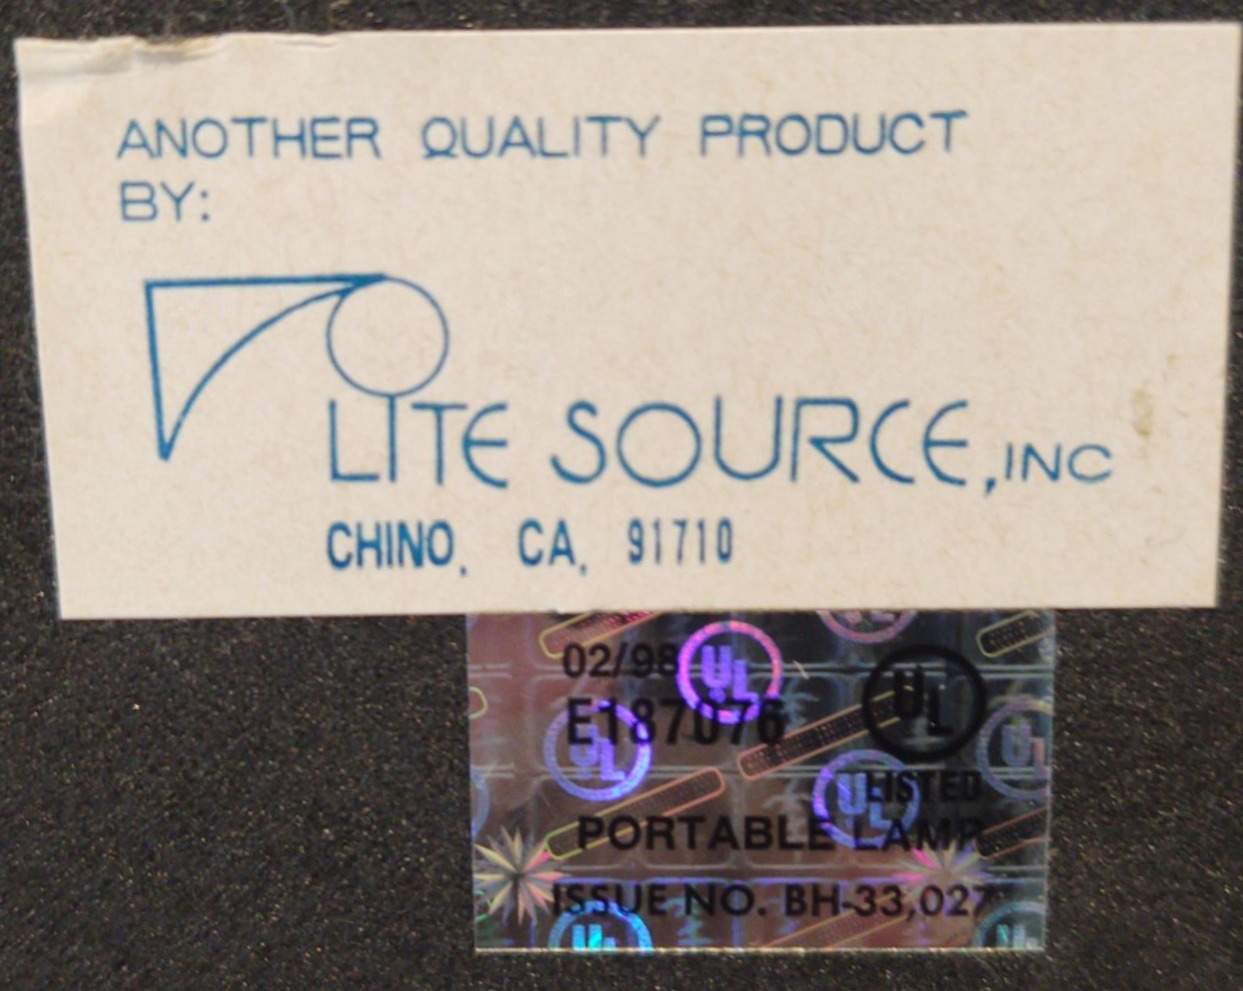 ANOTHER QUALITY PRODUCT
BY:
LITE SOURCE, INC
CHINO, CA, 91710
02/98
E187076
UL
LISTED
PORTABLE LAMP
ISSUE NO. BH-33,027